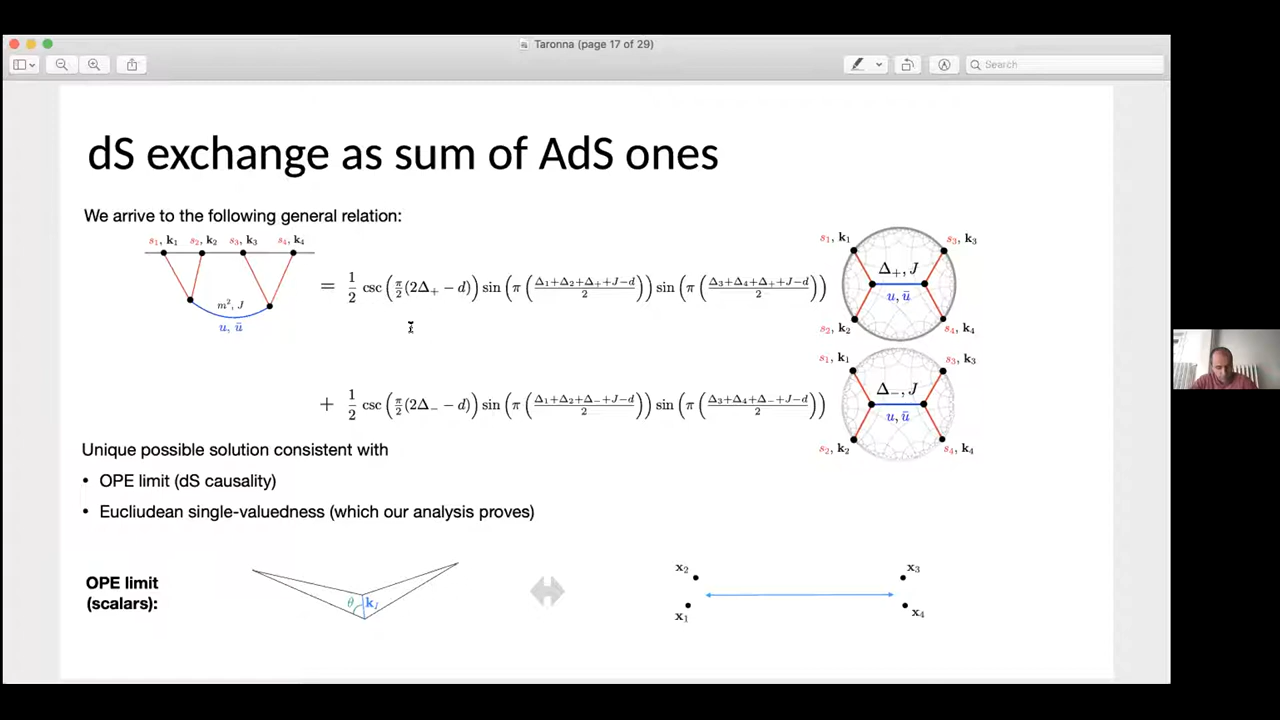 Taronna (page 17 of 29)
Search
dS exchange as sum of AdS ones
We arrive to the following general relation:
s₁, k₁ s₂, k₂ s₃, k₃ s₄, k₄
m², J
u, ū
= 1/2 csc (π/2 (2Δ₊ − d)) sin (π (Δ₁+Δ₂+Δ₊+J−d / 2)) sin (π (Δ₃+Δ₄+Δ₊+J−d / 2))
s₁, k₁ s₃, k₃
Δ₊, J
u, ū
s₂, k₂ s₄, k₄
+ 1/2 csc (π/2 (2Δ₋ − d)) sin (π (Δ₁+Δ₂+Δ₋+J−d / 2)) sin (π (Δ₃+Δ₄+Δ₋+J−d / 2))
s₁, k₁ s₃, k₃
Δ₋, J
u, ū
s₂, k₂ s₄, k₄
Unique possible solution consistent with
• OPE limit (dS causality)
• Eucliudean single-valuedness (which our analysis proves)
OPE limit
(scalars):
θ k_I
x₂ x₃
x₁ x₄